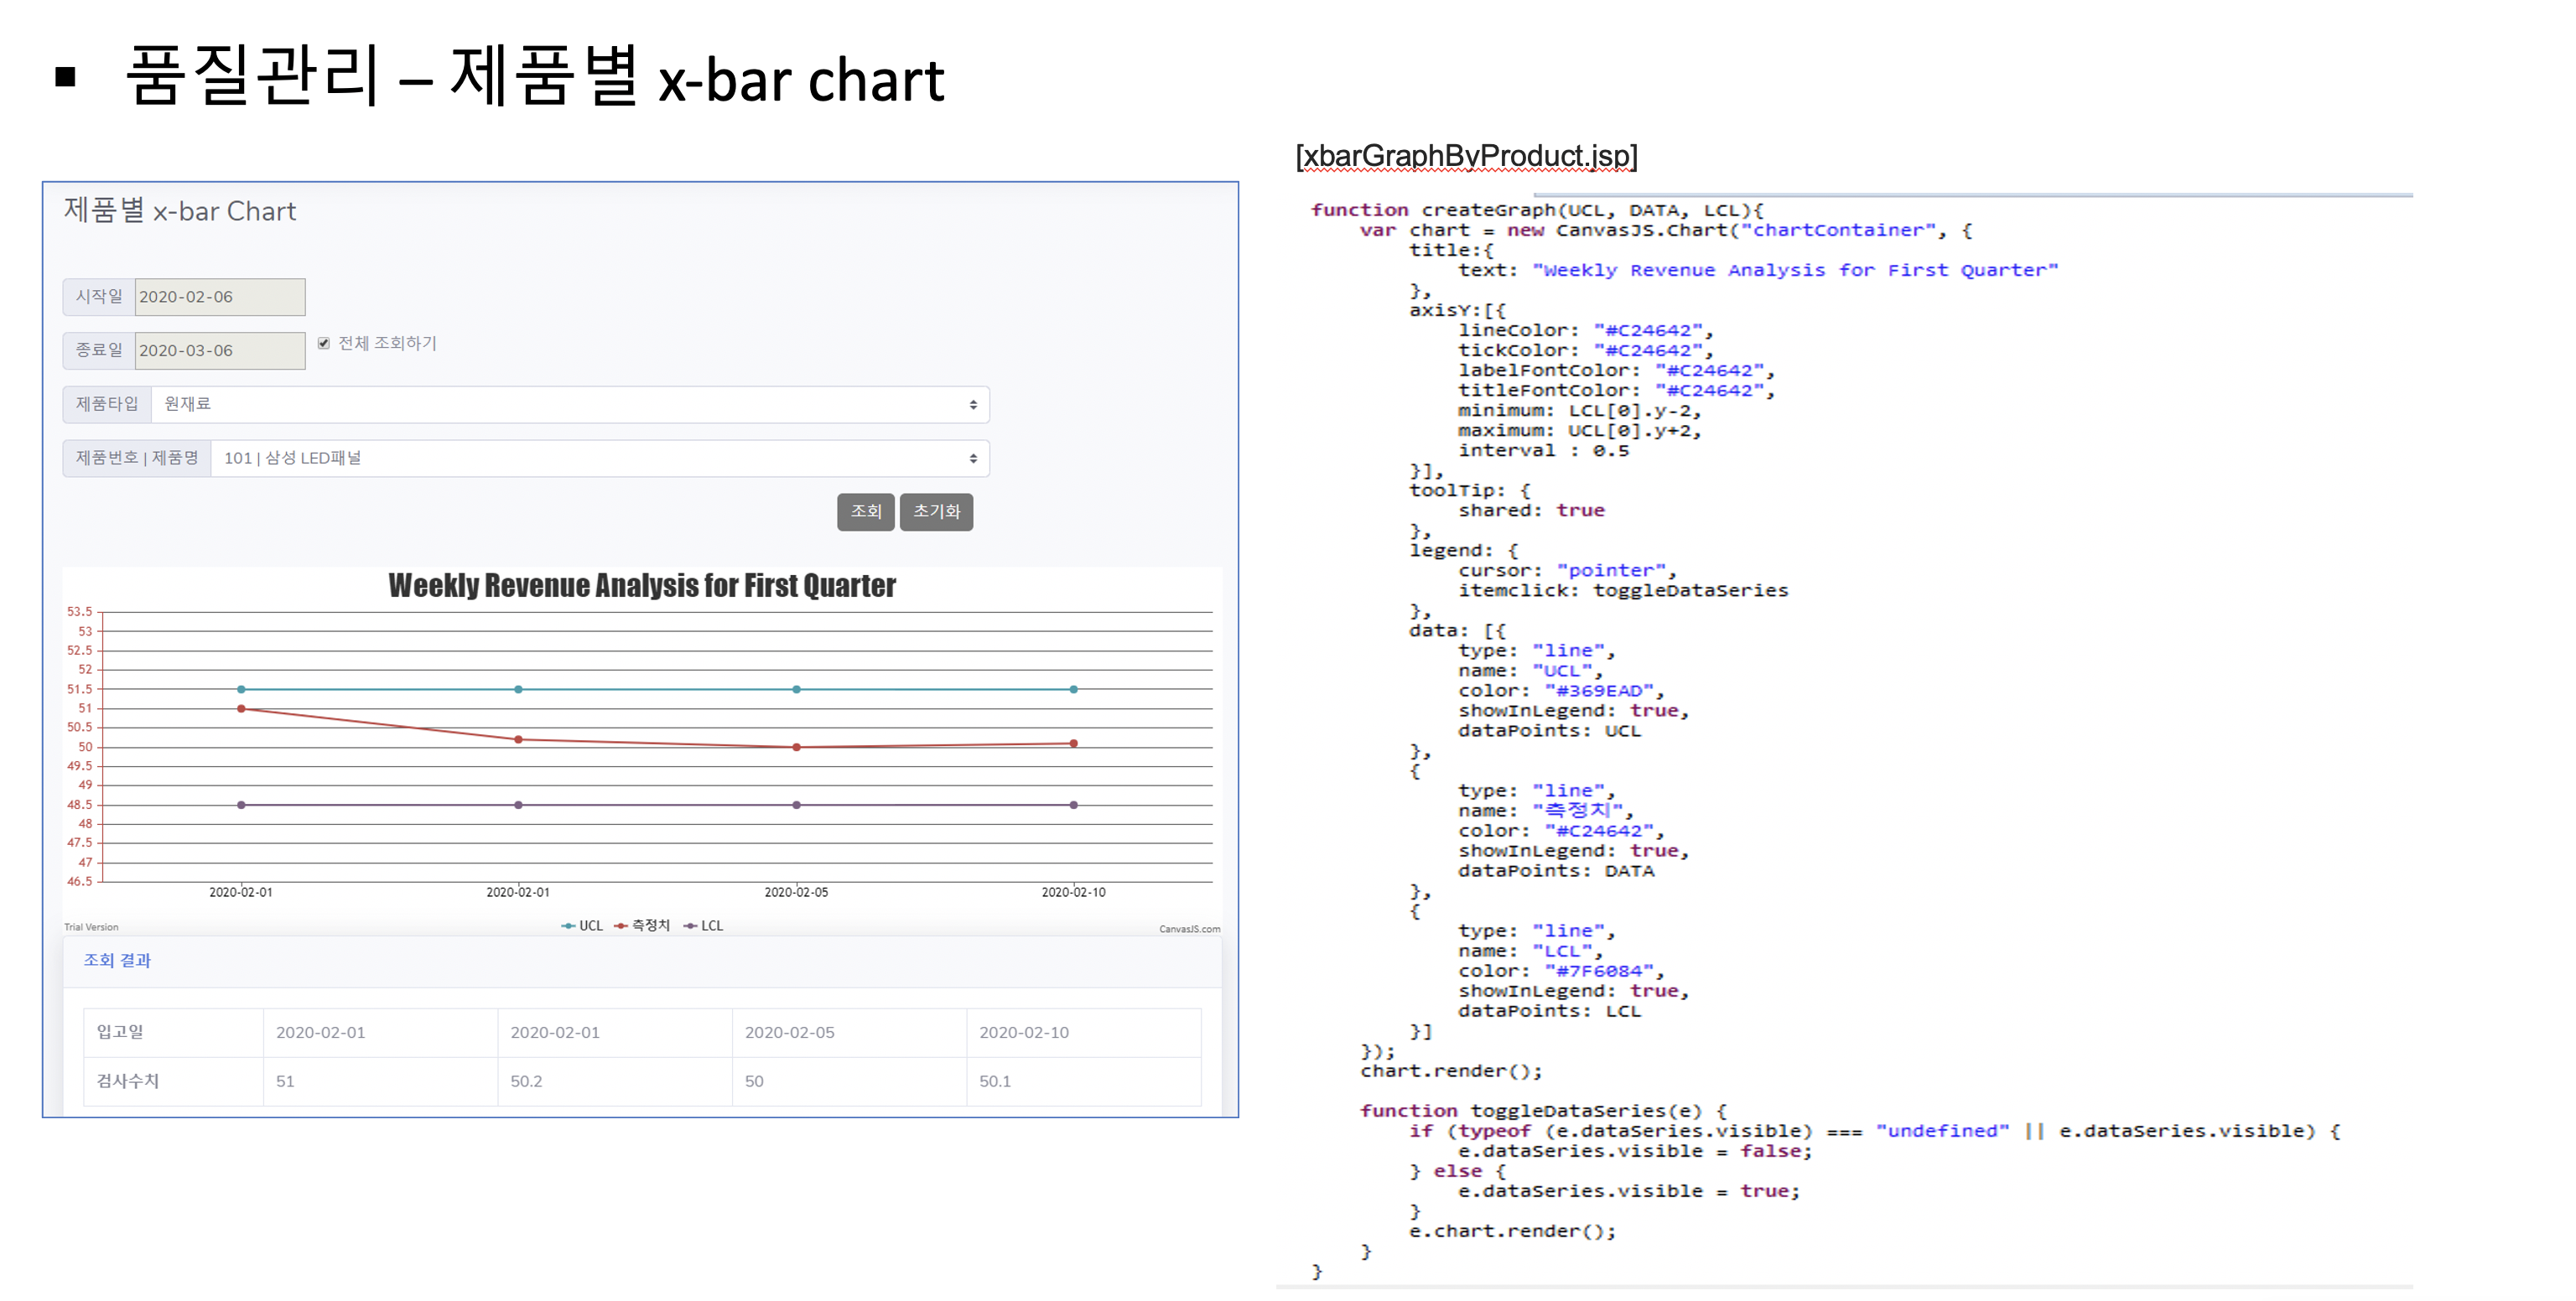 ▪ 품질관리 – 제품별 x-bar chart
제품별 x-bar Chart
시작일 2020-02-06
종료일 2020-03-06 전체 조회하기
제품타입 원재료
제품번호 | 제품명 101 | 삼성 LED패널
조회 초기화
Weekly Revenue Analysis for First Quarter
53.5
53
52.5
52
51.5
51
50.5
50
49.5
49
48.5
48
47.5
47
46.5
2020-02-01 2020-02-01 2020-02-05 2020-02-10
UCL 측정치 LCL
Trial Version CanvasJS.com
조회 결과
입고일 2020-02-01 2020-02-01 2020-02-05 2020-02-10
검사수치 51 50.2 50 50.1
[xbarGraphByProduct.jsp]
function createGraph(UCL, DATA, LCL){
var chart = new CanvasJS.Chart("chartContainer", {
title:{
text: "Weekly Revenue Analysis for First Quarter"
},
axisY:[{
lineColor: "#C24642",
tickColor: "#C24642",
labelFontColor: "#C24642",
titleFontColor: "#C24642",
minimum: LCL[0].y-2,
maximum: UCL[0].y+2,
interval : 0.5
}],
toolTip: {
shared: true
},
legend: {
cursor: "pointer",
itemclick: toggleDataSeries
},
data: [{
type: "line",
name: "UCL",
color: "#369EAD",
showInLegend: true,
dataPoints: UCL
},
{
type: "line",
name: "측정치",
color: "#C24642",
showInLegend: true,
dataPoints: DATA
},
{
type: "line",
name: "LCL",
color: "#7F6084",
showInLegend: true,
dataPoints: LCL
}]
});
chart.render();
function toggleDataSeries(e) {
if (typeof (e.dataSeries.visible) === "undefined" || e.dataSeries.visible) {
e.dataSeries.visible = false;
} else {
e.dataSeries.visible = true;
}
e.chart.render();
}
}